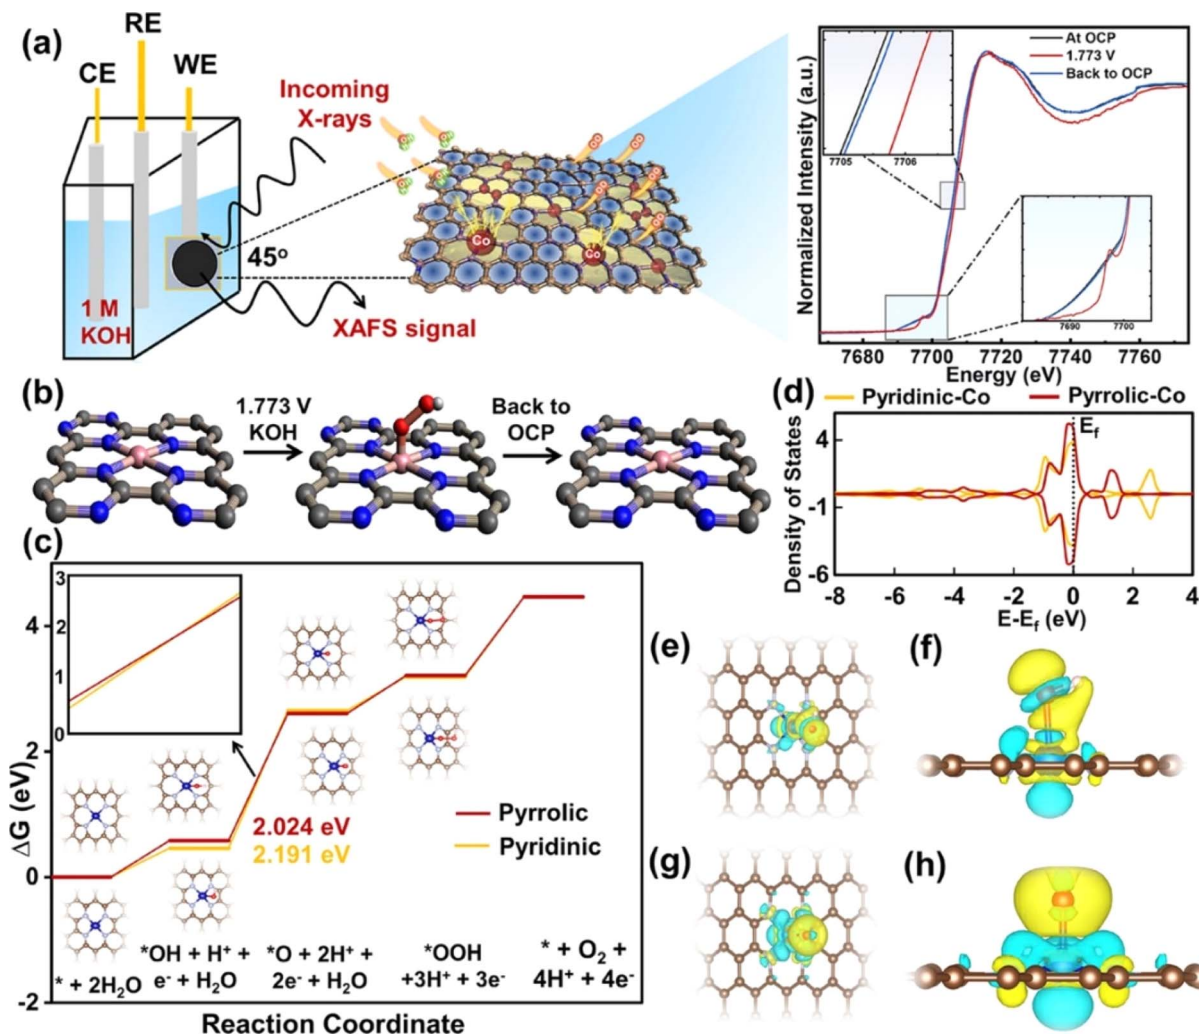 (a)
RE
CE
WE
Incoming
X-rays
45°
1 M
KOH
XAFS signal
Co
Co
Normalized Intensity (a.u.)
At OCP
1.773 V
Back to OCP
7705 7706
7690 7700
7680 7700 7720 7740 7760
Energy (eV)
(b)
1.773 V
KOH
Back to
OCP
(d)
Pyridinic-Co
Pyrrolic-Co
E_f
Density of States
4
-1
-6
-8 -6 -4 -2 0 2 4
E-E_f (eV)
(c)
3
2
1
0
ΔG (eV)
4
2
0
-2
2.024 eV
2.191 eV
Pyrrolic
Pyridinic
* + 2H₂O
*OH + H⁺ +
e⁻ + H₂O
*O + 2H⁺ +
2e⁻ + H₂O
*OOH
+3H⁺ + 3e⁻
* + O₂ +
4H⁺ + 4e⁻
Reaction Coordinate
(e)
(f)
(g)
(h)